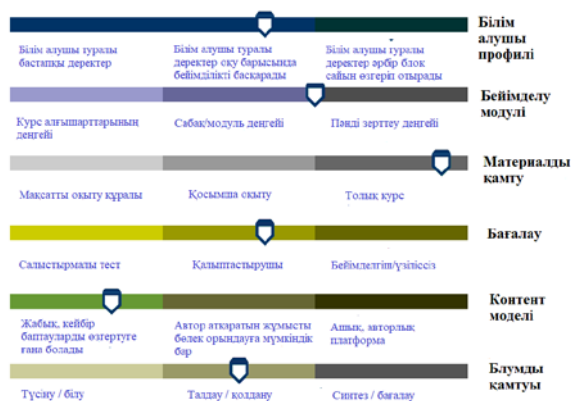 Білім алушы
профилі
Білім алушы туралы
бастапқы деректер
Білім алушы туралы
деректер оқу барысында
бейімділікті басқарады
Білім алушы туралы
деректер әрбір блок
сайын өзгеріп отырады
Бейімделу
модулі
Курс алғышарттарының
деңгейі
Сабақ/модуль деңгейі
Пәнді зерттеу деңгейі
Материалды
қамту
Мақсатты оқыту құралы
Қосымша оқыту
Толық курс
Бағалау
Салыстырмалы тест
Қалыптастырушы
Бейімделгіш/үзіліссіз
Контент
моделі
Жабық, кейбір
баптауларды өзгертуге
ғана болады
Автор атқаратын жұмысты
бөлек орындауға мүмкіндік
бар
Ашық, авторлық
платформа
Блумды
қамтуы
Түсіну / білу
Талдау / қолдану
Синтез / бағалау